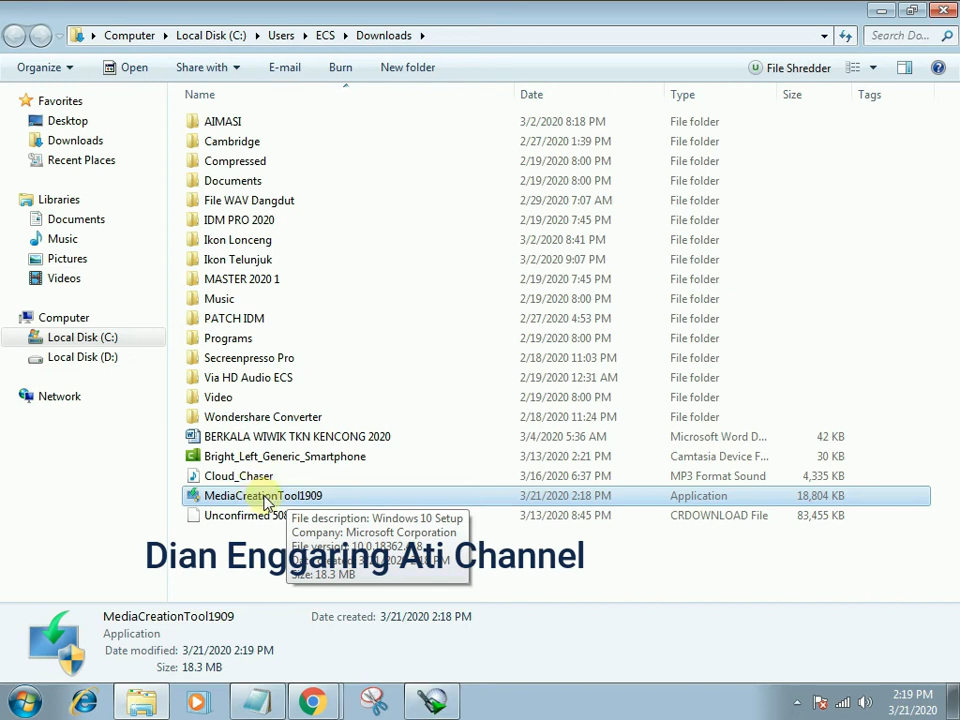 Computer Local Disk (C:) Users ECS Downloads
Search Do...
Organize Open Share with E-mail Burn New folder File Shredder
Name Date Type Size Tags
Favorites
Desktop
Downloads
Recent Places
Libraries
Documents
Music
Pictures
Videos
Computer
Local Disk (C:)
Local Disk (D:)
Network
AIMASI 3/2/2020 8:18 PM File folder
Cambridge 2/27/2020 1:39 PM File folder
Compressed 2/19/2020 8:00 PM File folder
Documents 2/19/2020 8:00 PM File folder
File WAV Dangdut 2/29/2020 7:07 AM File folder
IDM PRO 2020 2/19/2020 7:45 PM File folder
Ikon Lonceng 3/2/2020 8:41 PM File folder
Ikon Telunjuk 3/2/2020 9:07 PM File folder
MASTER 2020 1 2/19/2020 7:45 PM File folder
Music 2/19/2020 8:00 PM File folder
PATCH IDM 2/27/2020 4:53 PM File folder
Programs 2/19/2020 8:00 PM File folder
Secreenpresso Pro 2/18/2020 11:03 PM File folder
Via HD Audio ECS 2/19/2020 12:31 AM File folder
Video 2/19/2020 8:00 PM File folder
Wondershare Converter 2/18/2020 11:24 PM File folder
BERKALA WIWIK TKN KENCONG 2020 3/4/2020 5:36 AM Microsoft Word D... 42 KB
Bright_Left_Generic_Smartphone 3/13/2020 2:21 PM Camtasia Device F... 30 KB
Cloud_Chaser 3/16/2020 6:37 PM MP3 Format Sound 4,335 KB
MediaCreationTool1909 3/21/2020 2:18 PM Application 18,804 KB
Unconfirmed 3/13/2020 8:45 PM CRDOWNLOAD File 83,455 KB
File description: Windows 10 Setup
Company: Microsoft Corporation
File version: 10.0.18362.
Date created: 3/21/2020 2:18 PM
Size: 18.3 MB
Dian Enggaring Ati Channel
MediaCreationTool1909 Date created: 3/21/2020 2:18 PM
Application
Date modified: 3/21/2020 2:19 PM
Size: 18.3 MB
2:19 PM
3/21/2020